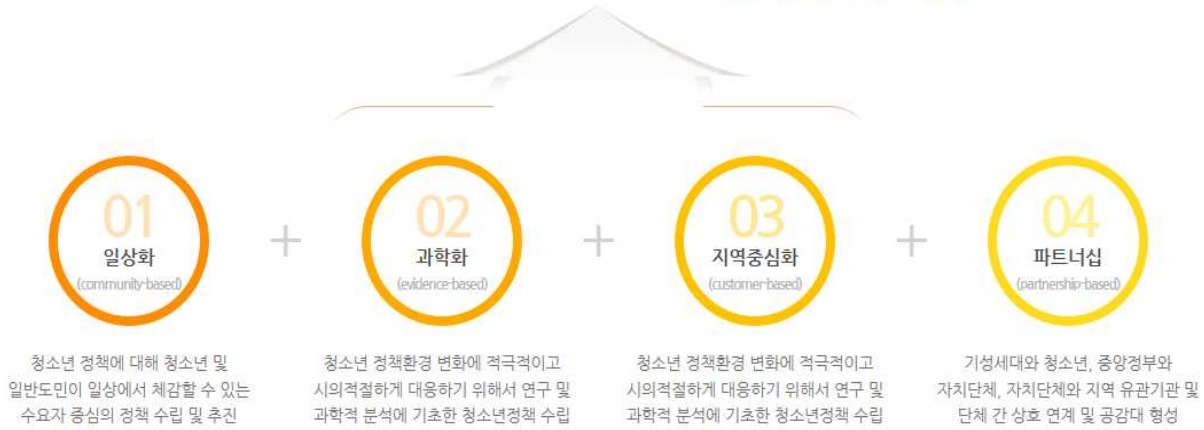 01
일상화
(community-based)
청소년 정책에 대해 청소년 및
일반도민이 일상에서 체감할 수 있는
수요자 중심의 정책 수립 및 추진
+
02
과학화
(evidence-based)
청소년 정책환경 변화에 적극적이고
시의적절하게 대응하기 위해서 연구 및
과학적 분석에 기초한 청소년정책 수립
+
03
지역중심화
(customer-based)
청소년 정책환경 변화에 적극적이고
시의적절하게 대응하기 위해서 연구 및
과학적 분석에 기초한 청소년정책 수립
+
04
파트너십
(partnership-based)
기성세대와 청소년, 중앙정부와
자치단체, 자치단체와 지역 유관기관 및
단체 간 상호 연계 및 공감대 형성